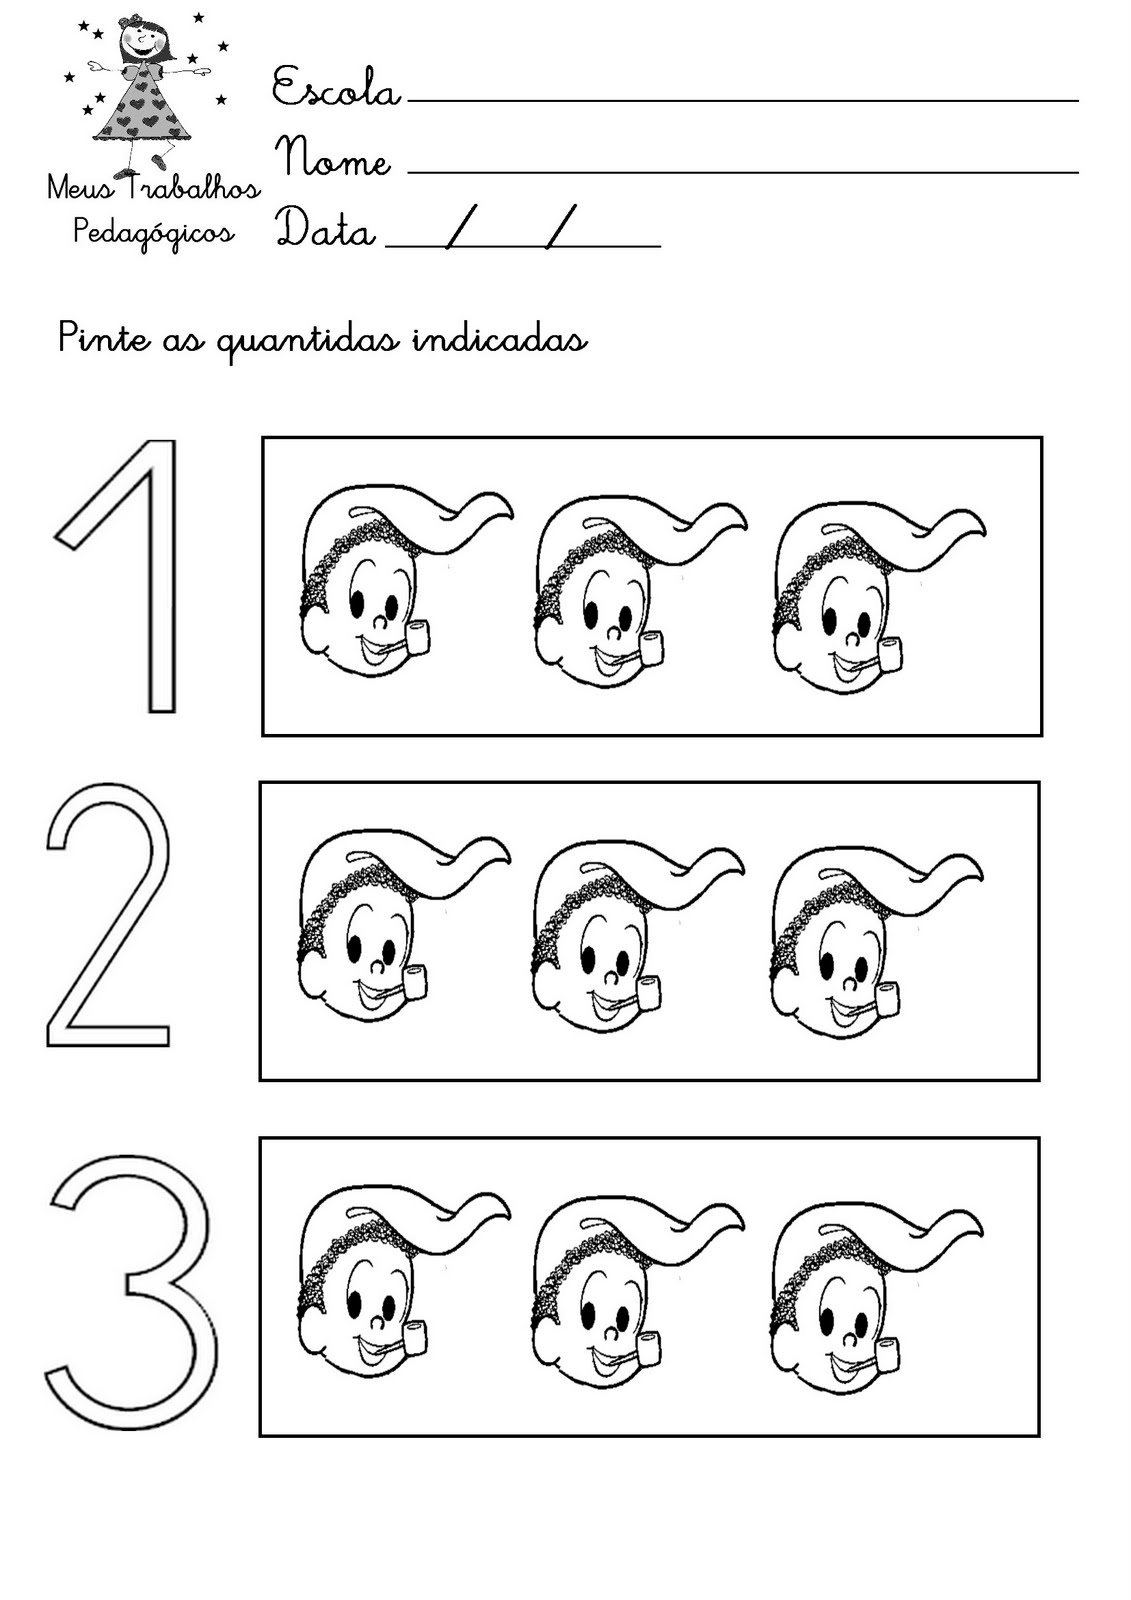 Escola
Nome
Data / /
Meus Trabalhos
Pedagógicos
Pinte as quantidas indicadas
1
2
3